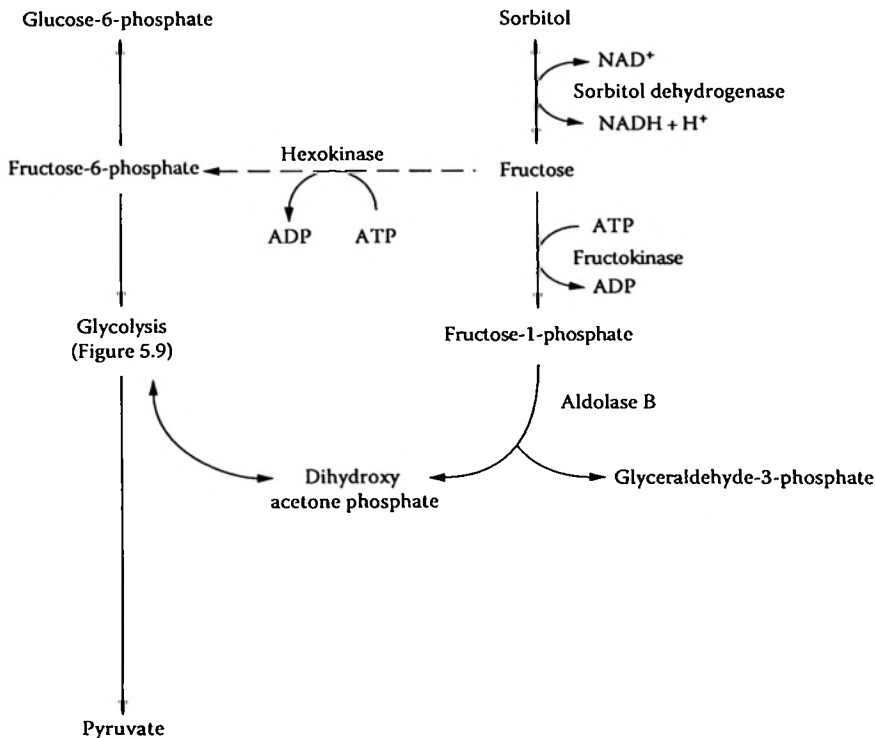 Glucose-6-phosphate
Sorbitol
NAD+
Sorbitol dehydrogenase
NADH + H+
Fructose-6-phosphate
Hexokinase
Fructose
ADP
ATP
ATP
Fructokinase
ADP
Glycolysis
(Figure 5.9)
Fructose-1-phosphate
Aldolase B
Dihydroxy
acetone phosphate
Glyceraldehyde-3-phosphate
Pyruvate